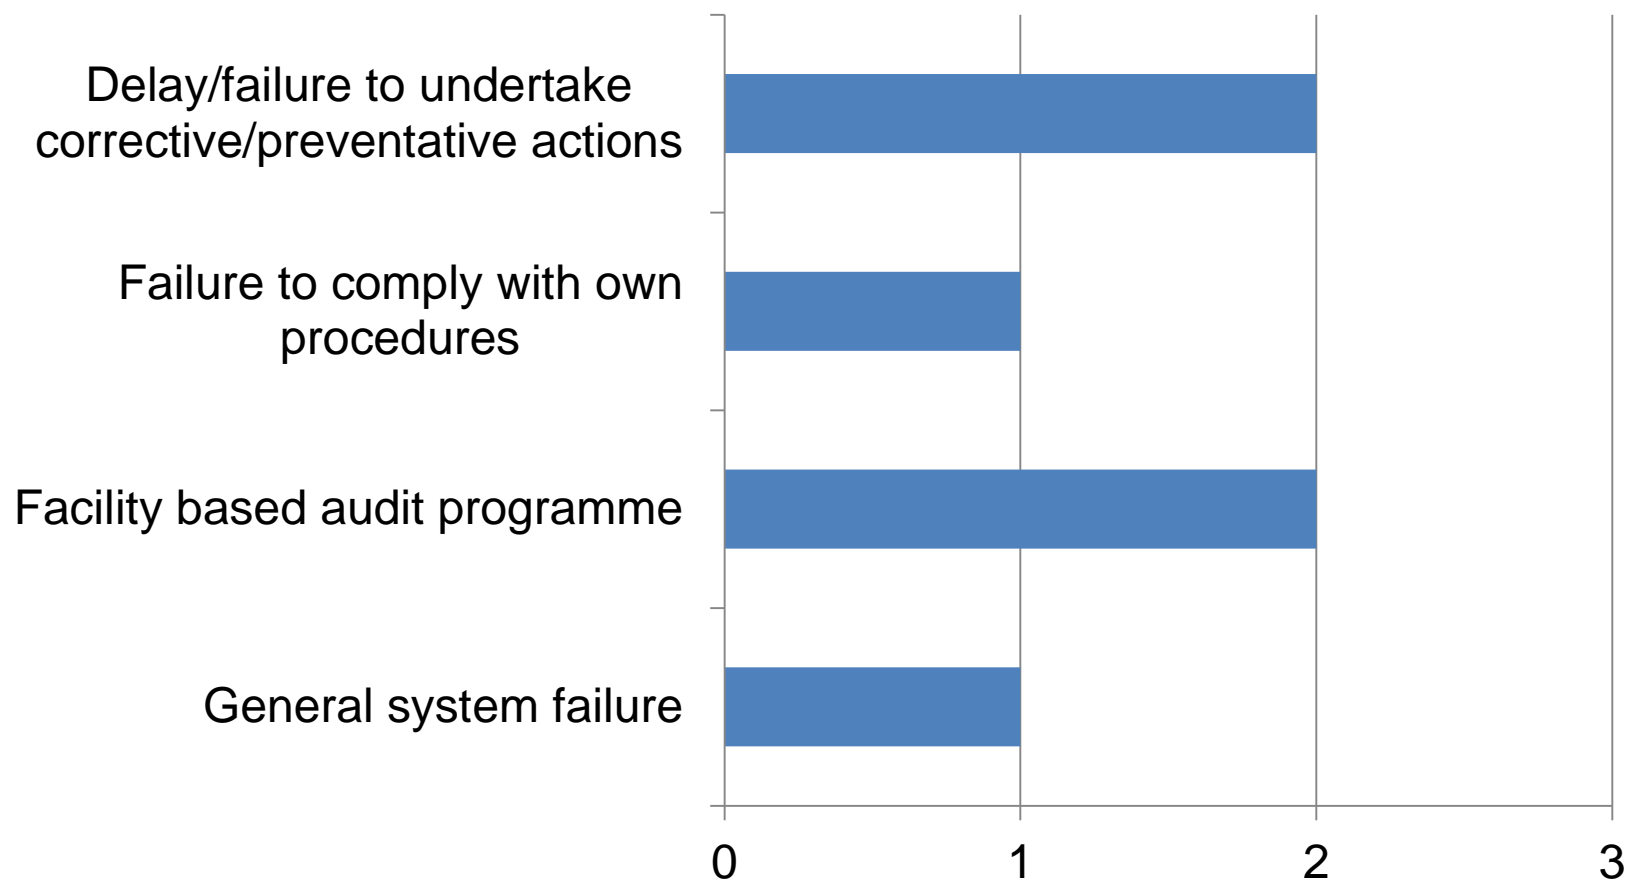 Delay/failure to undertake
corrective/preventative actions
Failure to comply with own
procedures
Facility based audit programme
General system failure
0 1 2 3